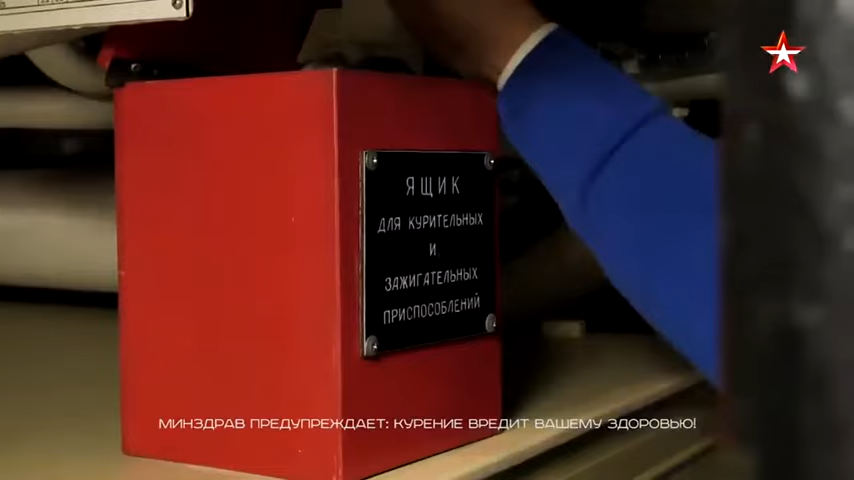 ЯЩИК
ДЛЯ КУРИТЕЛЬНЫХ
И
ЗАЖИГАТЕЛЬНЫХ
ПРИСПОСОБЛЕНИЙ
МИНЗДРАВ ПРЕДУПРЕЖДАЕТ: КУРЕНИЕ ВРЕДИТ ВАШЕМУ ЗДОРОВЬЮ!